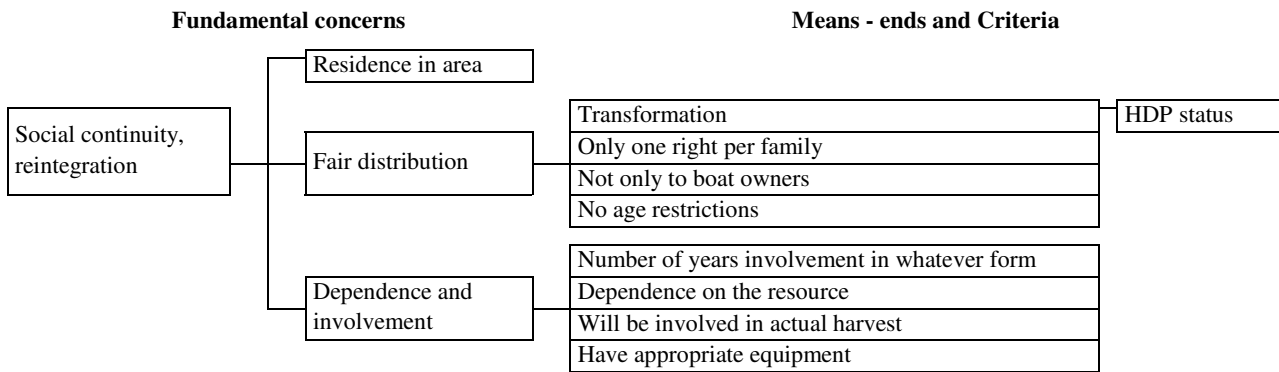 Fundamental concerns
Means - ends and Criteria
Residence in area
Social continuity,
reintegration
Fair distribution
Transformation
HDP status
Only one right per family
Not only to boat owners
No age restrictions
Dependence and
involvement
Number of years involvement in whatever form
Dependence on the resource
Will be involved in actual harvest
Have appropriate equipment